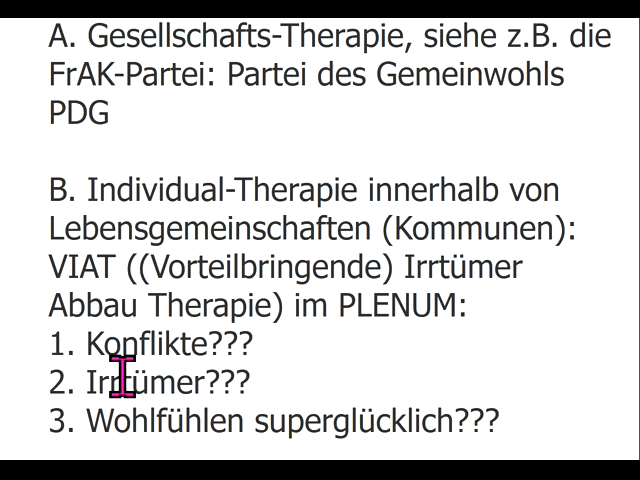 A. Gesellschafts-Therapie, siehe z.B. die
FrAK-Partei: Partei des Gemeinwohls
PDG
B. Individual-Therapie innerhalb von
Lebensgemeinschaften (Kommunen):
VIAT ((Vorteilbringende) Irrtümer
Abbau Therapie) im PLENUM:
1. Konflikte???
2. Irrtümer???
3. Wohlfühlen superglücklich???